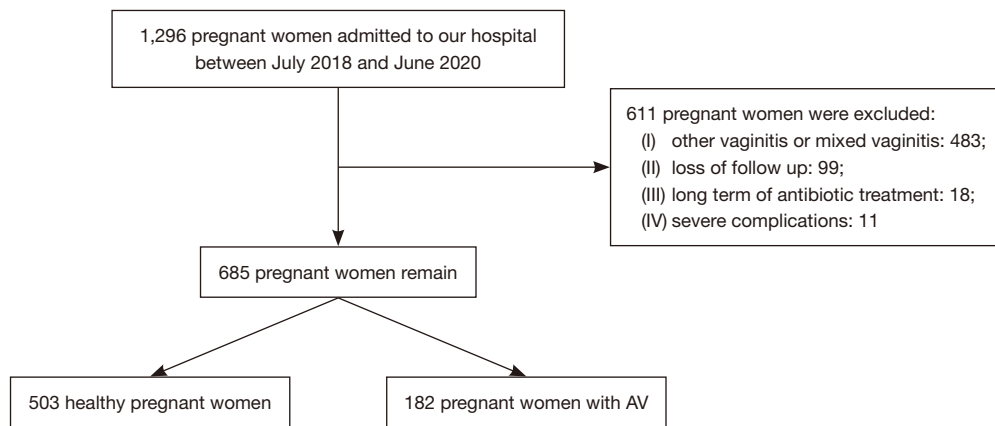 1,296 pregnant women admitted to our hospital
between July 2018 and June 2020
611 pregnant women were excluded:
(I) other vaginitis or mixed vaginitis: 483;
(II) loss of follow up: 99;
(III) long term of antibiotic treatment: 18;
(IV) severe complications: 11
685 pregnant women remain
503 healthy pregnant women
182 pregnant women with AV